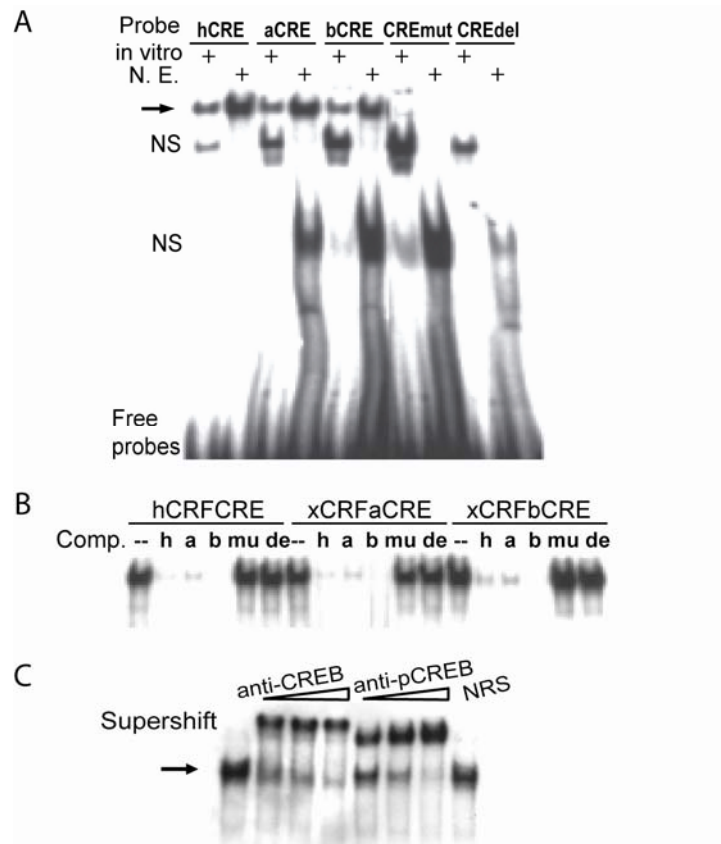 A
Probe hCRE aCRE bCRE CREmut CREdel
in vitro + + + + +
N. E. + + + + +
NS
NS
Free
probes
B
hCRFCRE xCRFaCRE xCRFbCRE
Comp. -- h a b mu de -- h a b mu de -- h a b mu de
C
anti-CREB anti-pCREB NRS
Supershift